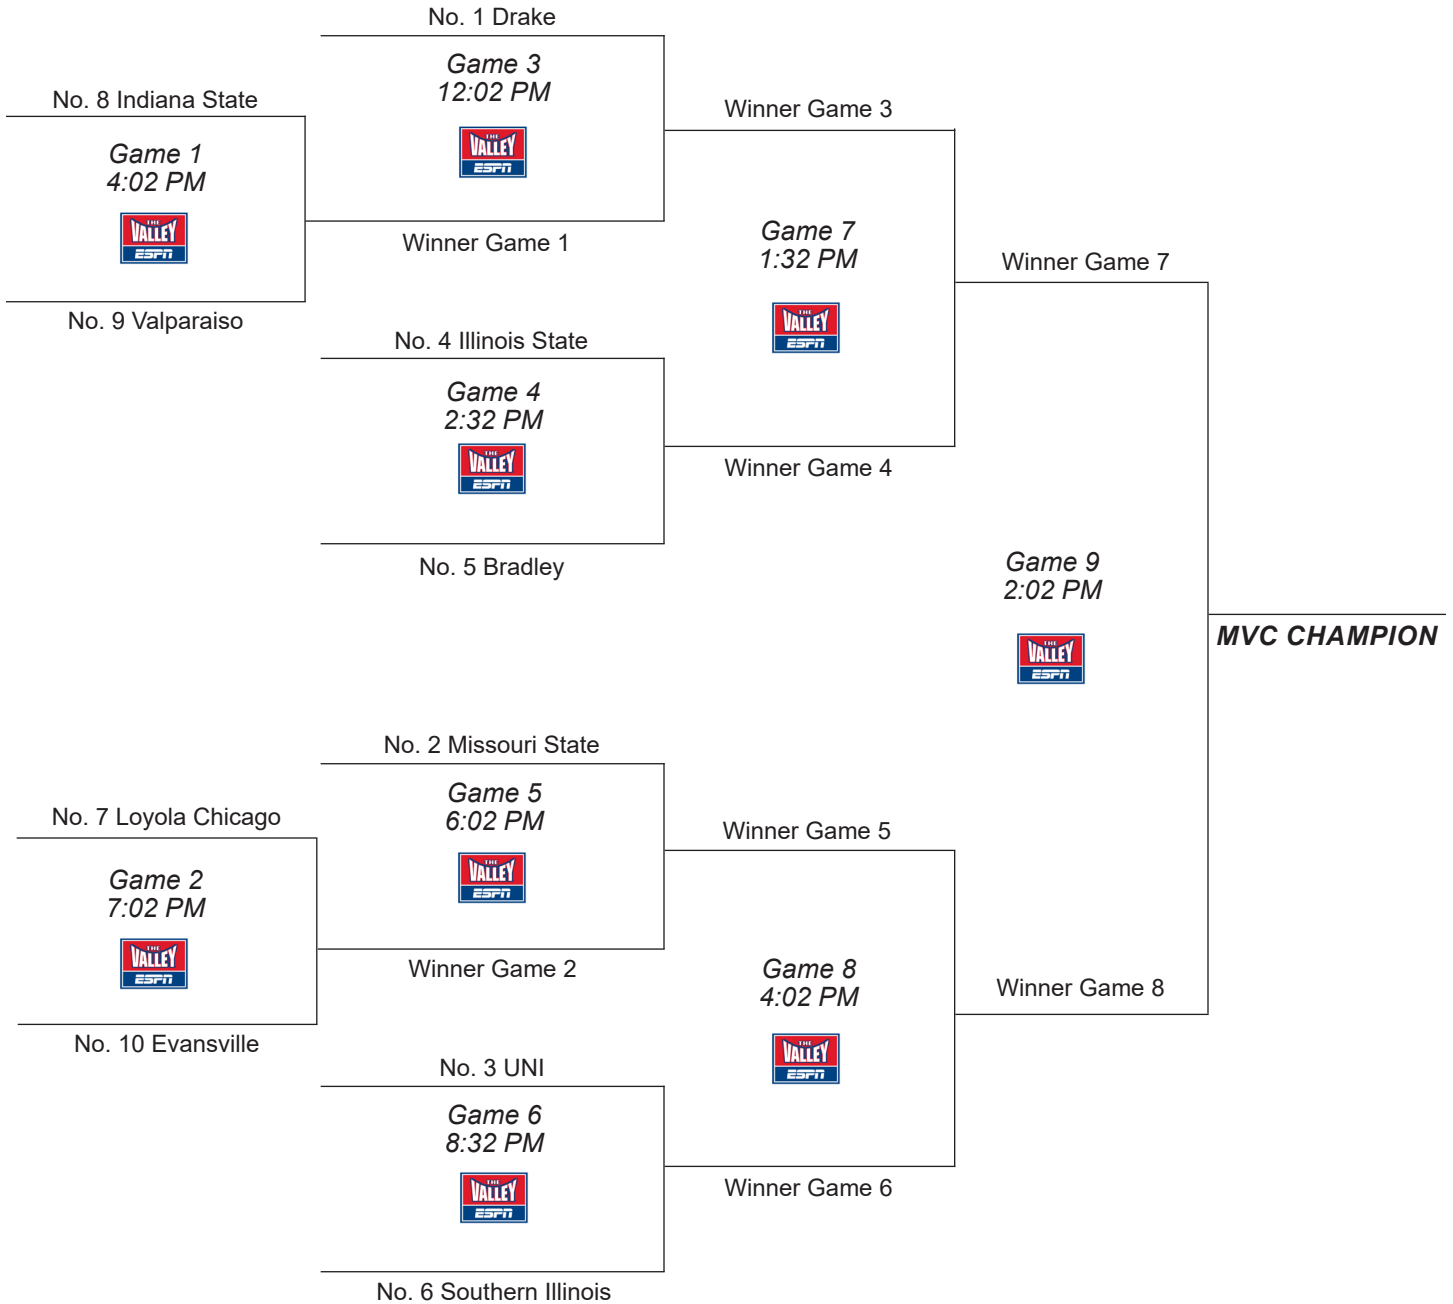 No. 1 Drake
Game 3
12:02 PM
THE
VALLEY
ESPN
No. 8 Indiana State
Game 1
4:02 PM
THE
VALLEY
ESPN
Winner Game 1
No. 9 Valparaiso
Winner Game 3
Game 7
1:32 PM
THE
VALLEY
ESPN
No. 4 Illinois State
Game 4
2:32 PM
THE
VALLEY
ESPN
No. 5 Bradley
Winner Game 4
Winner Game 7
Game 9
2:02 PM
THE
VALLEY
ESPN
MVC CHAMPION
No. 2 Missouri State
Game 5
6:02 PM
THE
VALLEY
ESPN
No. 7 Loyola Chicago
Game 2
7:02 PM
THE
VALLEY
ESPN
Winner Game 2
No. 10 Evansville
Winner Game 5
Game 8
4:02 PM
THE
VALLEY
ESPN
Winner Game 8
No. 3 UNI
Game 6
8:32 PM
THE
VALLEY
ESPN
Winner Game 6
No. 6 Southern Illinois